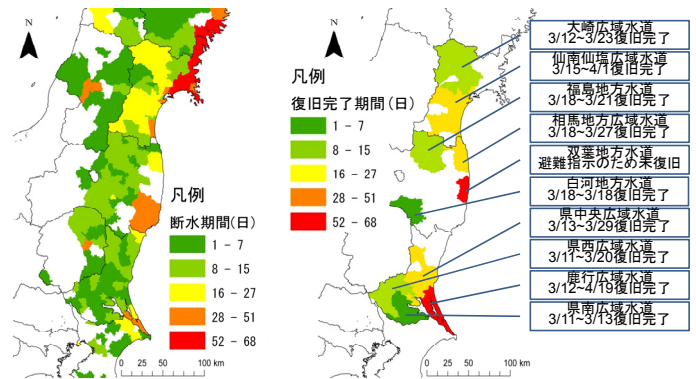 N
凡例
断水期間(日)
1 - 7
8 - 15
16 - 27
28 - 51
52 - 68
0 25 50 100 km
N
凡例
復旧完了期間(日)
1 - 7
8 - 15
16 - 27
28 - 51
52 - 68
0 25 50 100 km
大崎広域水道
3/12~3/23復旧完了
仙南仙塩広域水道
3/15~4/1復旧完了
福島地方水道
3/18~3/21復旧完了
相馬地方広域水道
3/18~3/27復旧完了
双葉地方水道
避難指示のため未復旧
白河地方水道
3/18~3/18復旧完了
県中央広域水道
3/13~3/29復旧完了
県西広域水道
3/11~3/20復旧完了
鹿行広域水道
3/12~4/19復旧完了
県南広域水道
3/11~3/13復旧完了